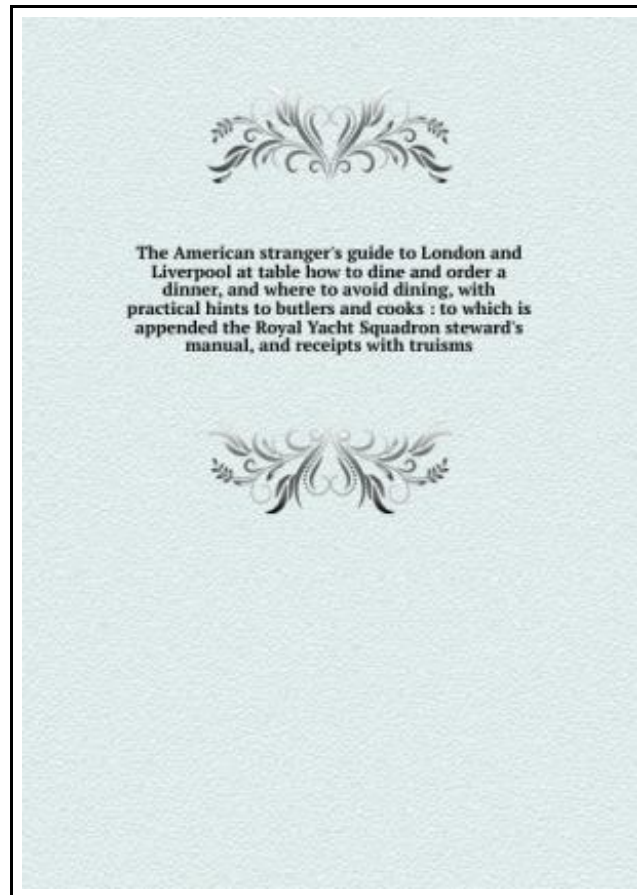 The American stranger's guide to London and
Liverpool at table how to dine and order a
dinner, and where to avoid dining, with
practical hints to butlers and cooks : to which is
appended the Royal Yacht Squadron steward's
manual, and receipts with truisms